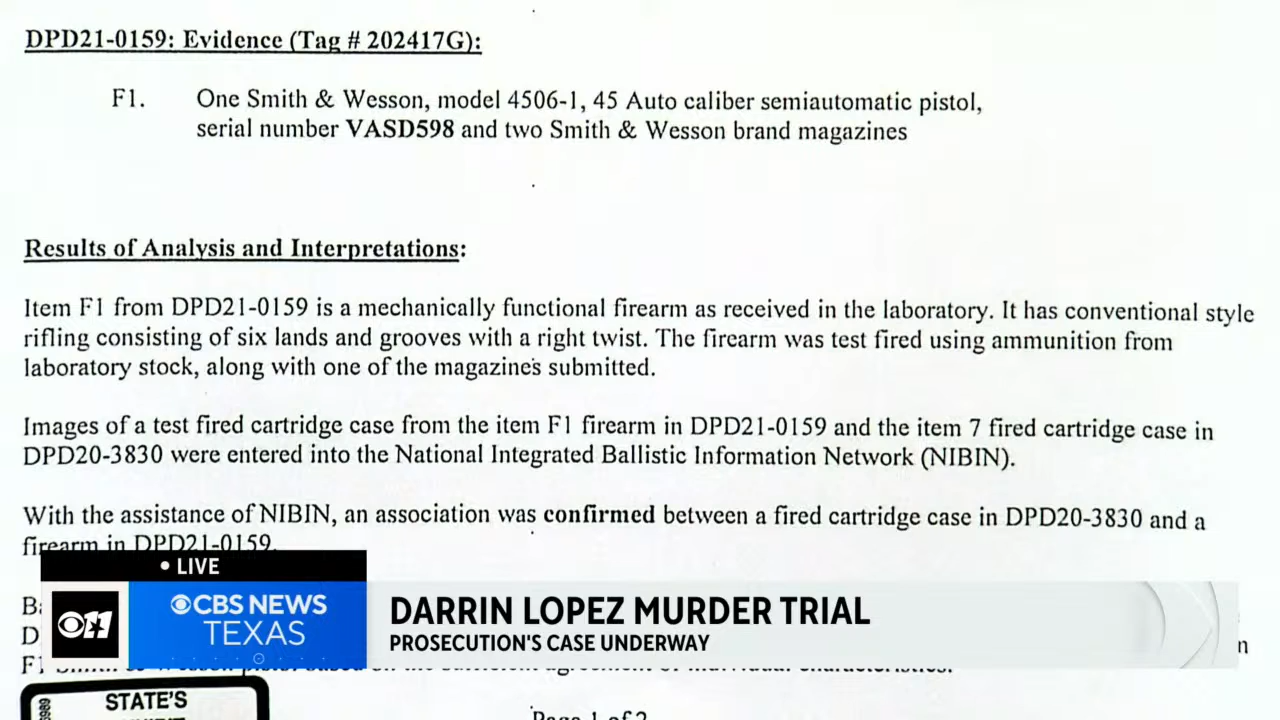 DPD21-0159: Evidence (Tag # 202417G):
F1. One Smith & Wesson, model 4506-1, 45 Auto caliber semiautomatic pistol,
serial number VASD598 and two Smith & Wesson brand magazines
Results of Analysis and Interpretations:
Item F1 from DPD21-0159 is a mechanically functional firearm as received in the laboratory. It has conventional style
rifling consisting of six lands and grooves with a right twist. The firearm was test fired using ammunition from
laboratory stock, along with one of the magazines submitted.
Images of a test fired cartridge case from the item F1 firearm in DPD21-0159 and the item 7 fired cartridge case in
DPD20-3830 were entered into the National Integrated Ballistic Information Network (NIBIN).
With the assistance of NIBIN, an association was confirmed between a fired cartridge case in DPD20-3830 and a
firearm in DPD21-0159.
• LIVE
CBS NEWS
TEXAS
11
DARRIN LOPEZ MURDER TRIAL
PROSECUTION'S CASE UNDERWAY
F1
STATE'S
Page 1 of 2